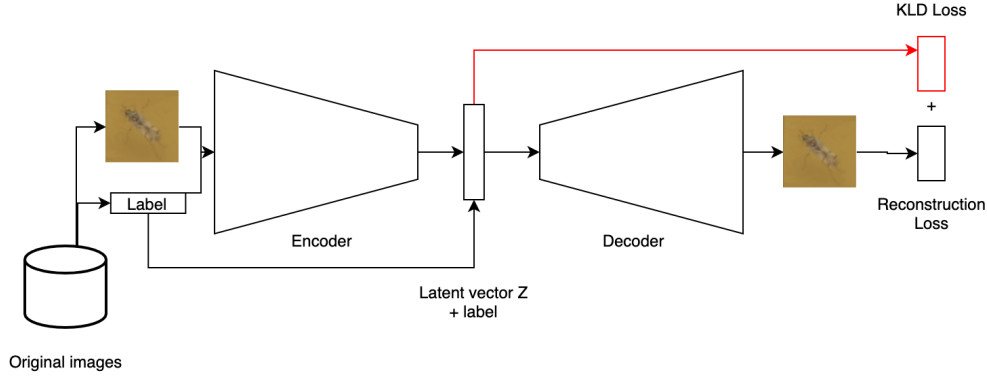 KLD Loss
+
Label
Reconstruction
Loss
Encoder
Decoder
Latent vector Z
+ label
Original images